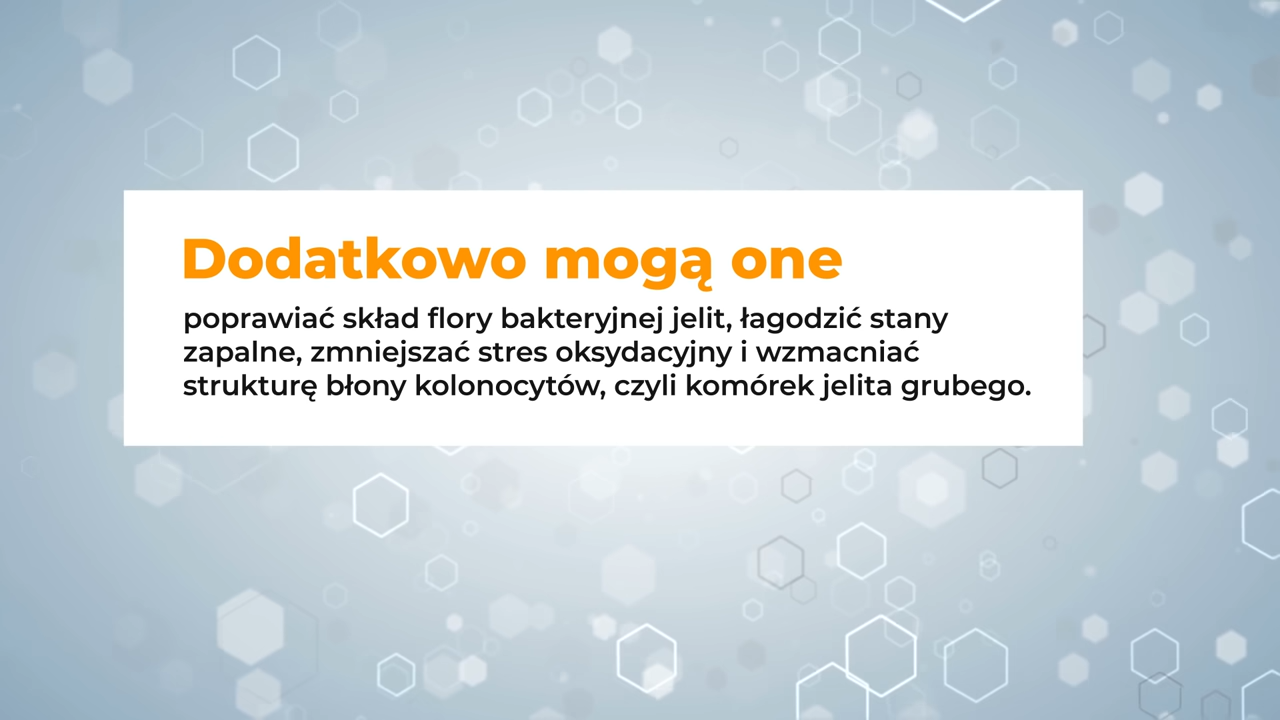 Dodatkowo mogą one
poprawiać skład flory bakteryjnej jelit, łagodzić stany
zapalne, zmniejszać stres oksydacyjny i wzmacniać
strukturę błony kolonocytów, czyli komórek jelita grubego.